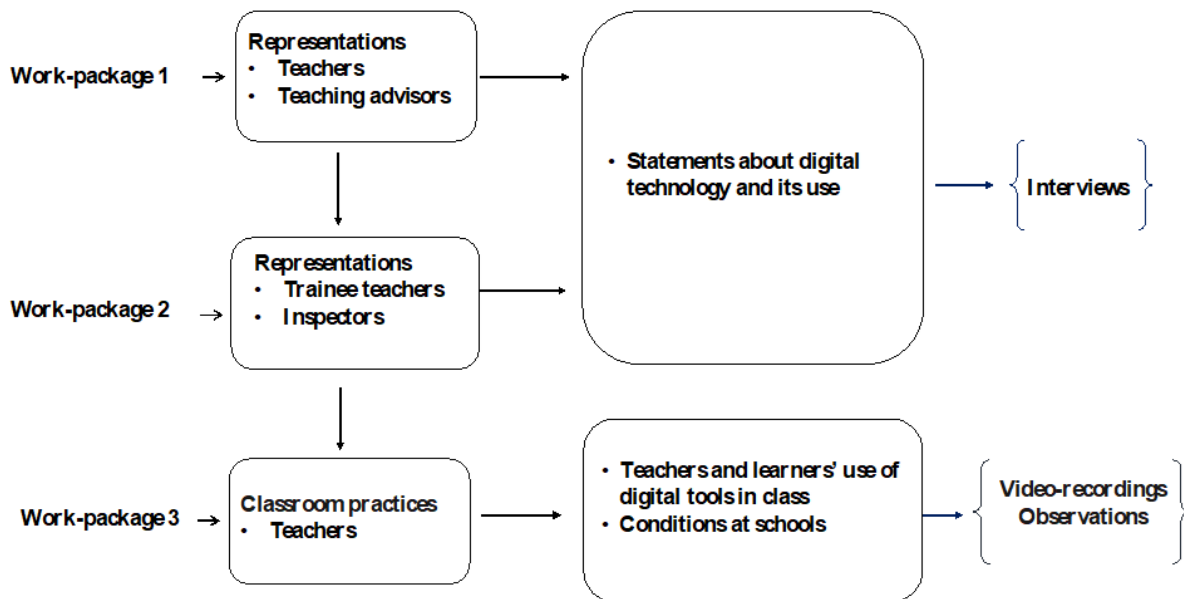 Work-package 1
Representations
• Teachers
• Teaching advisors
• Statements about digital
technology and its use
Interviews
Work-package 2
Representations
• Trainee teachers
• Inspectors
Work-package 3
Classroom practices
• Teachers
• Teachers and learners’ use of
digital tools in class
• Conditions at schools
Video-recordings
Observations